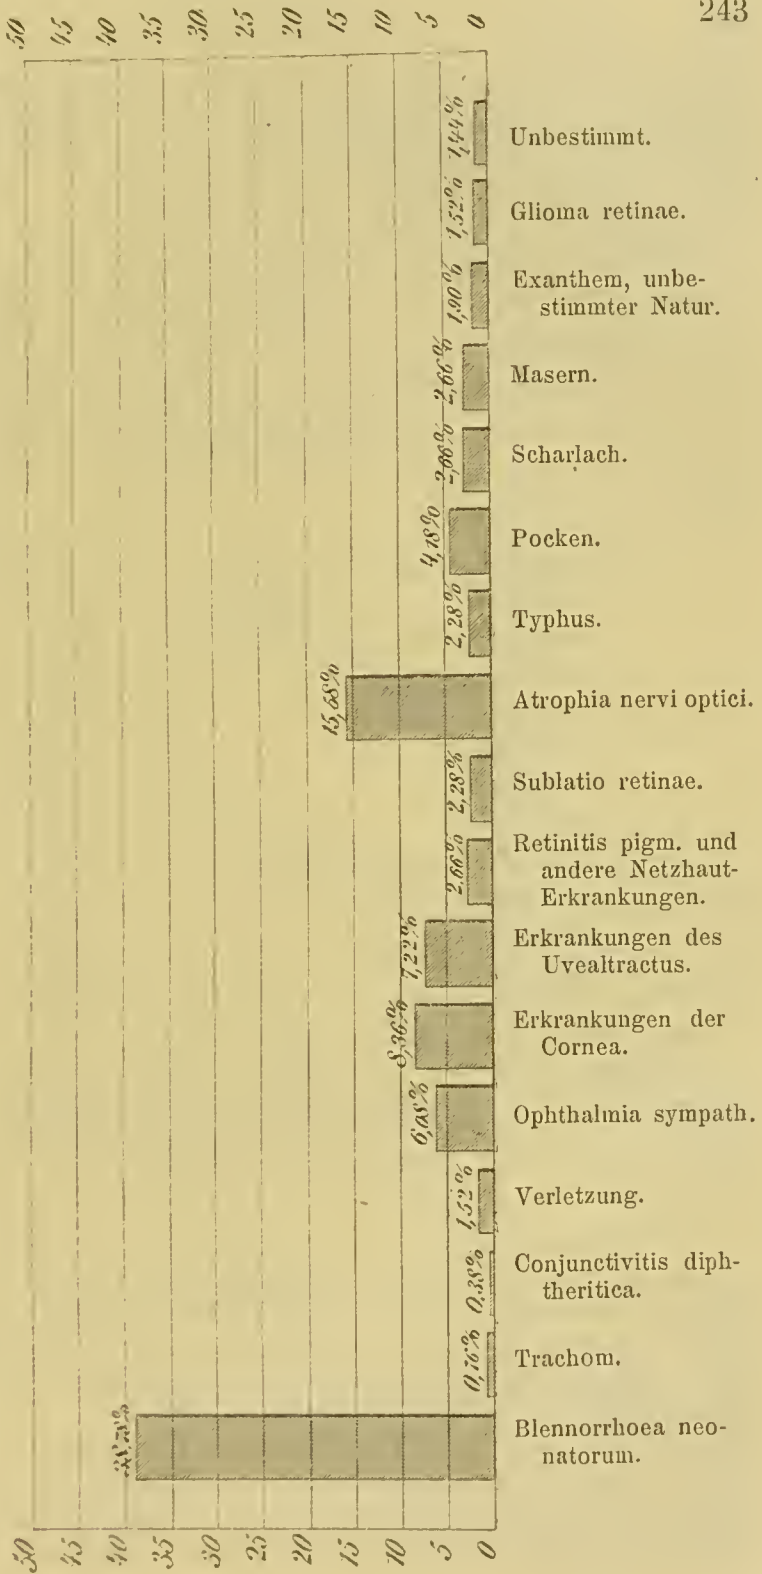 243
50 45 40 35 30 25 20 15 10 5 0
1,44% Unbestimmt.
1,52% Glioma retinae.
1,90% Exanthem, unbe-
stimmter Natur.
2,66% Masern.
2,66% Scharlach.
4,18% Pocken.
2,28% Typhus.
15,58% Atrophia nervi optici.
2,28% Sublatio retinae.
2,66% Retinitis pigm. und
andere Netzhaut-
Erkrankungen.
7,22% Erkrankungen des
Uvealtractus.
8,36% Erkrankungen der
Cornea.
6,08% Ophthalmia sympath.
1,52% Verletzung.
0,38% Conjunctivitis diph-
theritica.
0,76% Trachom.
Blennorrhoea neo-
natorum.
50 45 40 35 30 25 20 15 10 5 0